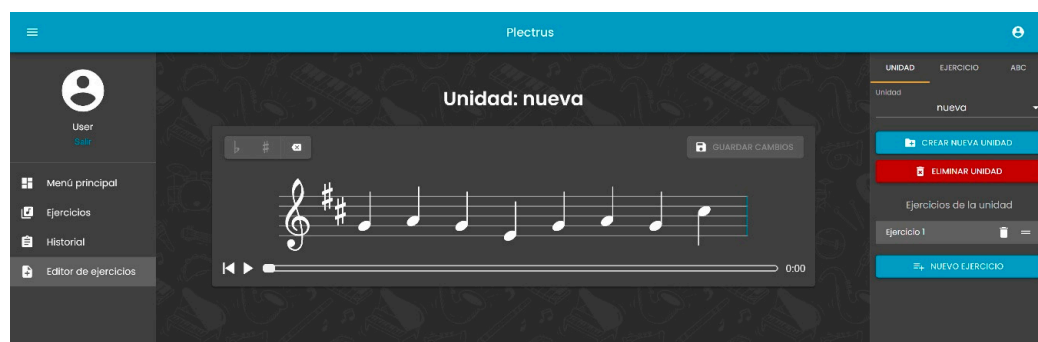 Plectrus
User
Salir
Menú principal
Ejercicios
Historial
Editor de ejercicios
Unidad: nueva
GUARDAR CAMBIOS
0:00
UNIDAD EJERCICIO ABC
Unidad
nueva
CREAR NUEVA UNIDAD
ELIMINAR UNIDAD
Ejercicios de la unidad
Ejercicio 1
NUEVO EJERCICIO